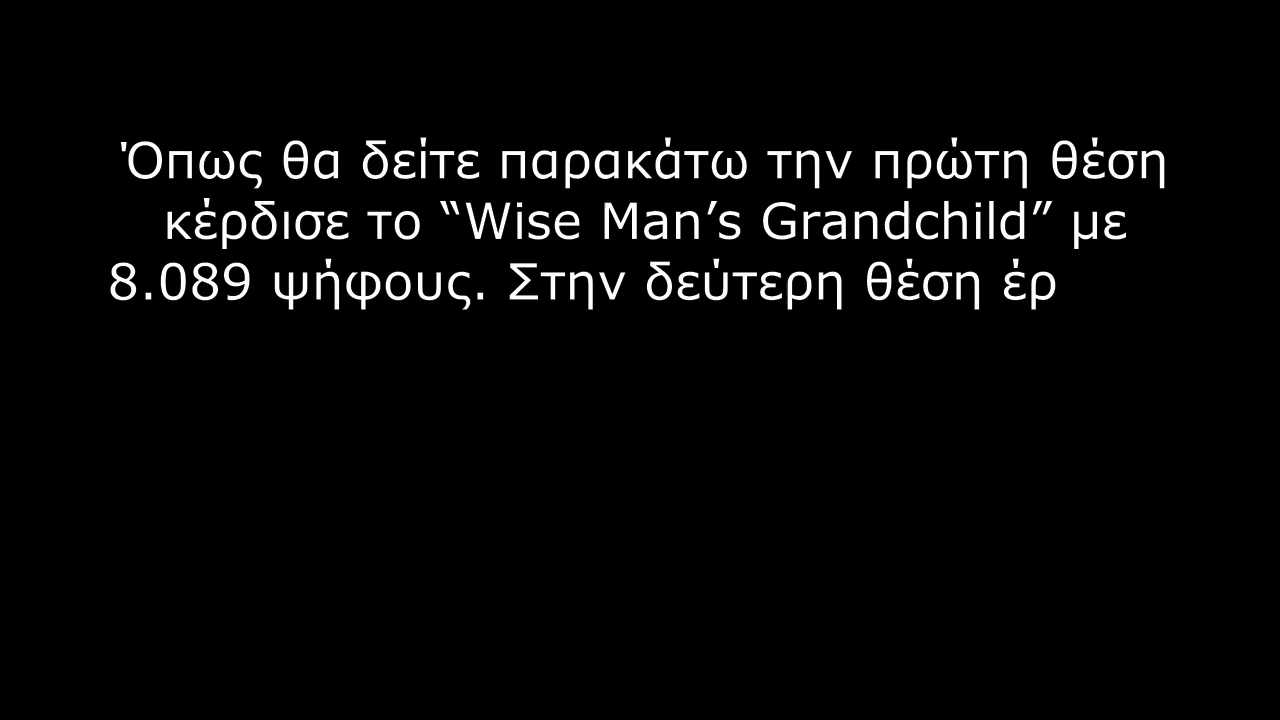 Όπως θα δείτε παρακάτω την πρώτη θέση
κέρδισε το “Wise Man’s Grandchild” με
8.089 ψήφους. Στην δεύτερη θέση έρ